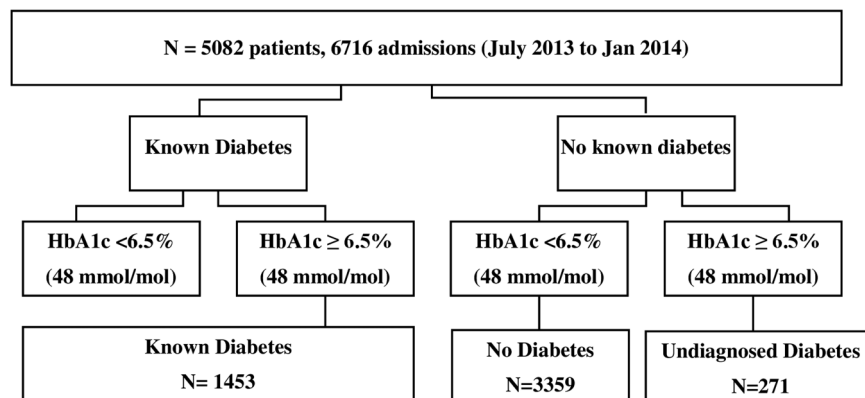 N = 5082 patients, 6716 admissions (July 2013 to Jan 2014)
Known Diabetes
No known diabetes
HbA1c <6.5%
(48 mmol/mol)
HbA1c ≥ 6.5%
(48 mmol/mol)
HbA1c <6.5%
(48 mmol/mol)
HbA1c ≥ 6.5%
(48 mmol/mol)
Known Diabetes
N= 1453
No Diabetes
N=3359
Undiagnosed Diabetes
N=271